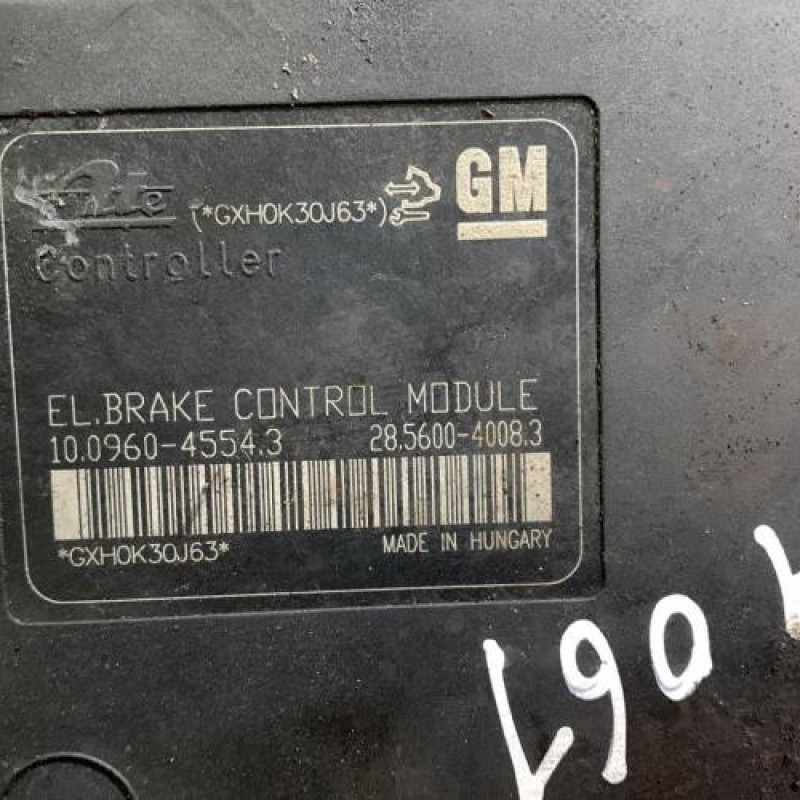 Ate (*GXH0K30J63*) GM
Controller
EL.BRAKE CONTROL MODULE
10.0960-4554.3 28.5600-4008.3
*GXH0K30J63* MADE IN HUNGARY